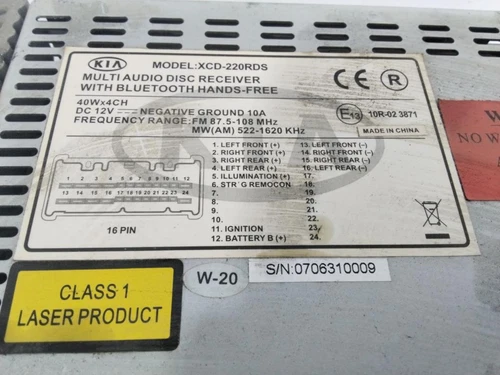 KIA MODEL:XCD-220RDS
MULTI AUDIO DISC RECEIVER
WITH BLUETOOTH HANDS-FREE
40W×4CH
DC 12V NEGATIVE GROUND 10A
FREQUENCY RANGE:FM 87.5-108 MHz
MW(AM) 522-1620 KHz
CE R
E13 10R-02 3871
MADE IN CHINA
1. LEFT FRONT (+) 13. LEFT FRONT (-)
2. RIGHT FRONT (+) 14. RIGHT FRONT (-)
3. RIGHT REAR (+) 15. RIGHT REAR (-)
4. LEFT REAR (+) 16. LEFT REAR (-)
5. ILLUMINATION (+) 17.
6. STR'G REMOCON 18.
7. 19.
8. 20.
9. 21.
10. 22.
11. IGNITION 23.
12. BATTERY B (+) 24.
1 2 3 4 5 6 7 8 9 10 11 12
13 14 15 16 17 18 19 20 21 22 23 24
16 PIN
KIA
NO W
CLASS 1
LASER PRODUCT
W-20
S/N:0706310009